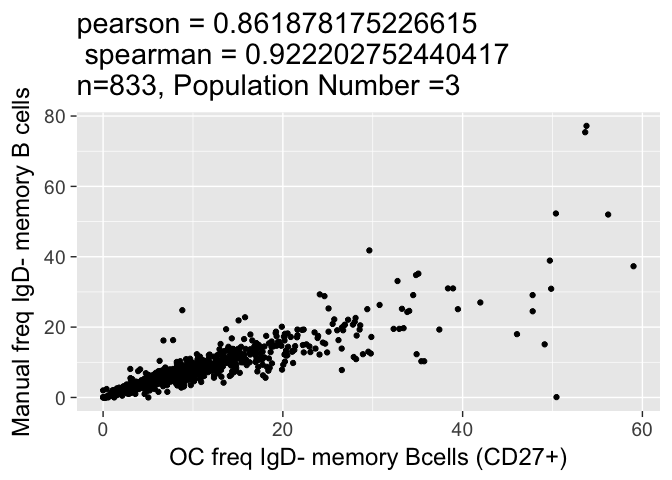 pearson = 0.861878175226615
spearman = 0.922202752440417
n=833, Population Number =3
Manual freq IgD- memory B cells
80
60
40
20
0
0 20 40 60
OC freq IgD- memory Bcells (CD27+)